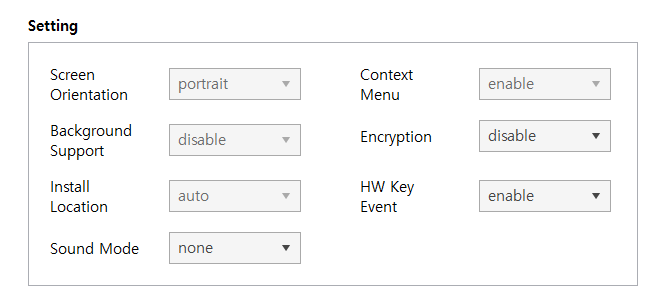 Setting
Screen
Orientation
portrait
Context
Menu
enable
Background
Support
disable
Encryption
disable
Install
Location
auto
HW Key
Event
enable
Sound Mode
none